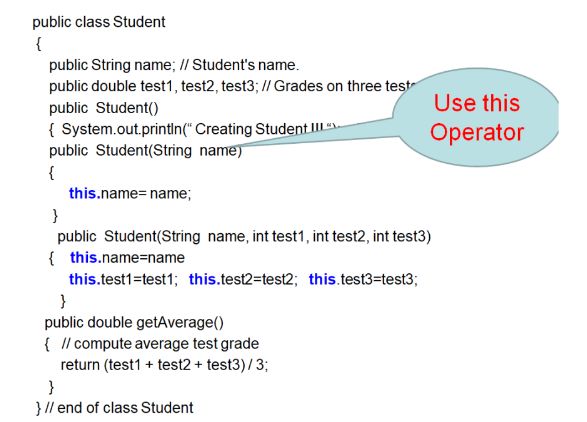 public class Student
{
public String name; // Student's name.
public double test1, test2, test3; // Grades on three tests
public Student()
{ System.out.println(“ Creating Student !!! “);
public Student(String name)
{
this.name= name;
}
public Student(String name, int test1, int test2, int test3)
{ this.name=name
this.test1=test1; this.test2=test2; this.test3=test3;
}
public double getAverage()
{ // compute average test grade
return (test1 + test2 + test3) / 3;
}
} // end of class Student
Use this
Operator